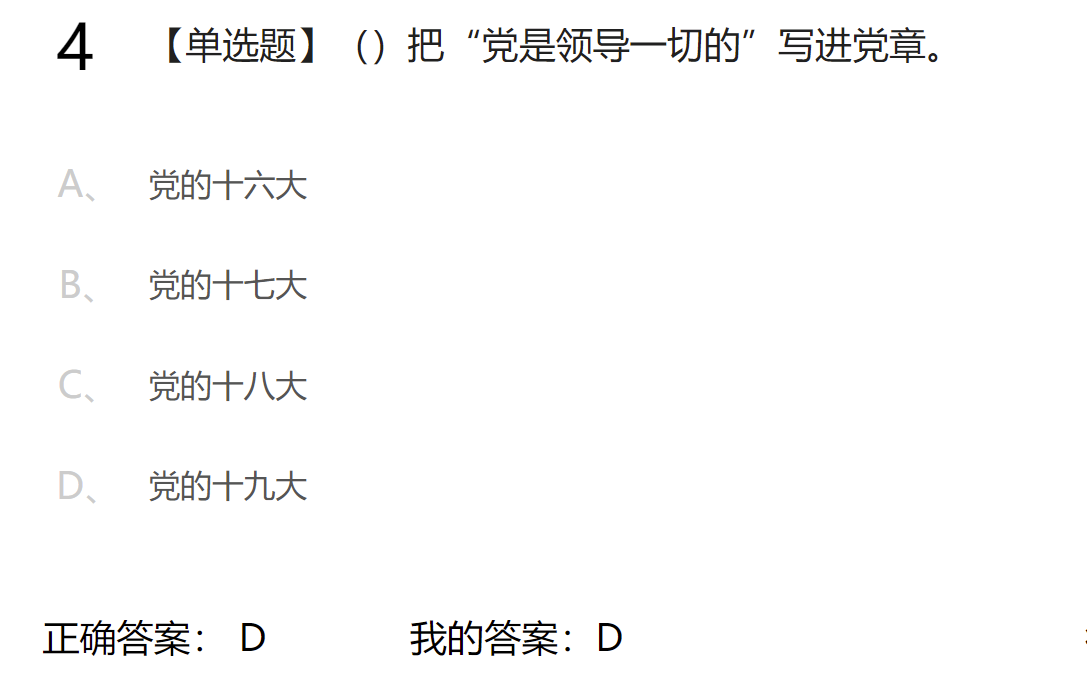 4 【单选题】（）把“党是领导一切的”写进党章。
A、 党的十六大
B、 党的十七大
C、 党的十八大
D、 党的十九大
正确答案： D 我的答案：D